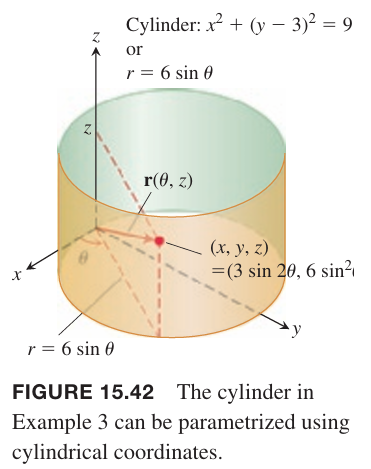 Cylinder: x² + (y − 3)² = 9
or
r = 6 sin θ
z
z
r(θ, z)
(x, y, z)
=(3 sin 2θ, 6 sin²
θ
x
y
r = 6 sin θ
FIGURE 15.42 The cylinder in
Example 3 can be parametrized using
cylindrical coordinates.